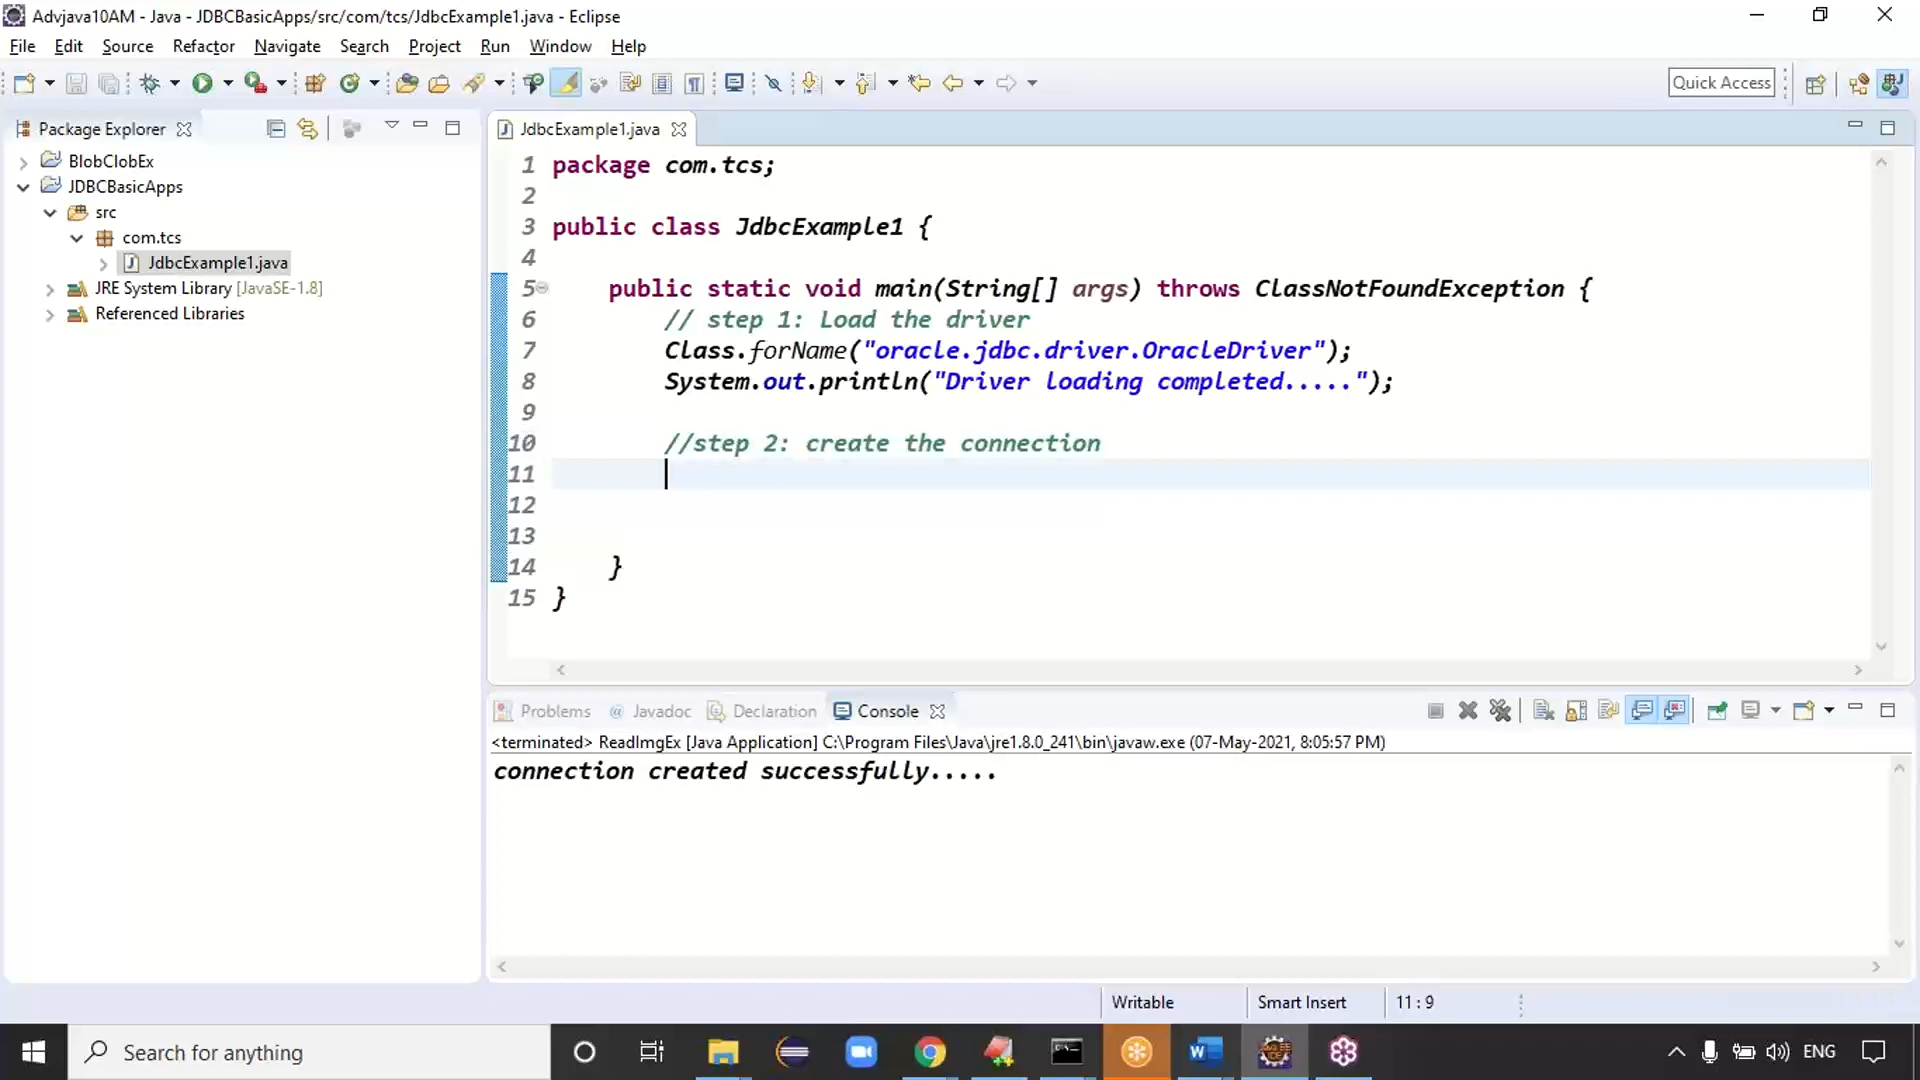 Advjava10AM - Java - JDBCBasicApps/src/com/tcs/JdbcExample1.java - Eclipse
File Edit Source Refactor Navigate Search Project Run Window Help
Quick Access
Package Explorer
BlobClobEx
JDBCBasicApps
src
com.tcs
JdbcExample1.java
JRE System Library [JavaSE-1.8]
Referenced Libraries
JdbcExample1.java
1 package com.tcs;
2
3 public class JdbcExample1 {
4
5 public static void main(String[] args) throws ClassNotFoundException {
6 // step 1: Load the driver
7 Class.forName("oracle.jdbc.driver.OracleDriver");
8 System.out.println("Driver loading completed.....");
9
10 //step 2: create the connection
11
12
13
14 }
15 }
Problems @ Javadoc Declaration Console
<terminated> ReadImgEx [Java Application] C:\Program Files\Java\jre1.8.0_241\bin\javaw.exe (07-May-2021, 8:05:57 PM)
connection created successfully.....
Writable Smart Insert 11 : 9
Search for anything
ENG